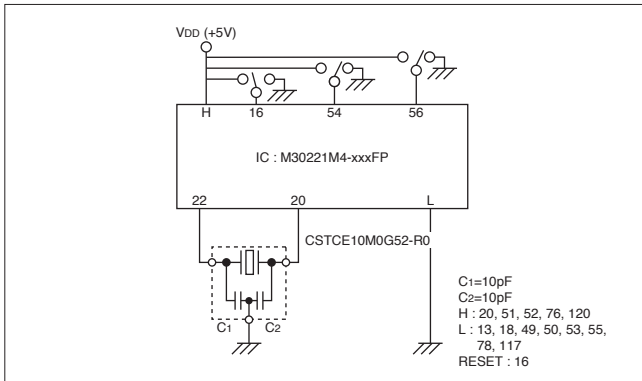 VDD (+5V)
H 16 54 56
IC : M30221M4-xxxFP
22 20 L
CSTCE10M0G52-R0
C1 C2
C1=10pF
C2=10pF
H : 20, 51, 52, 76, 120
L : 13, 18, 49, 50, 53, 55,
78, 117
RESET : 16